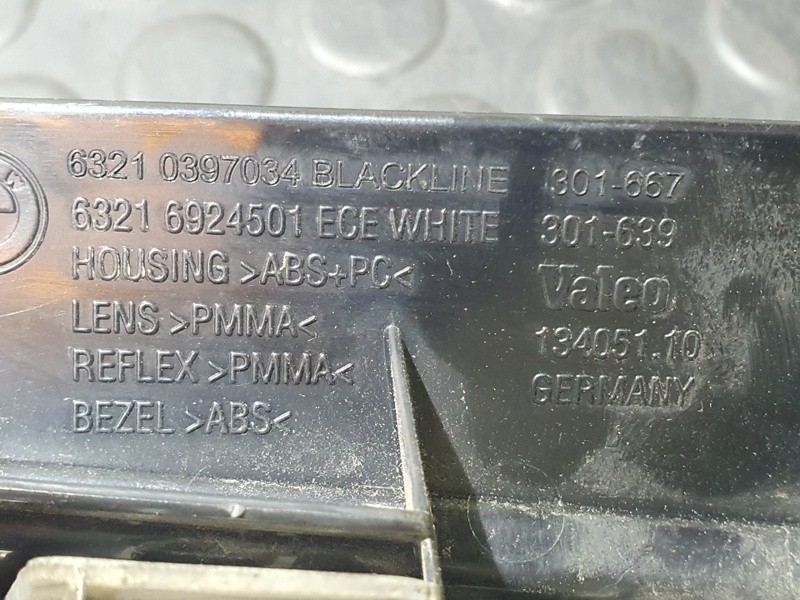 6321 0397034 BLACKLINE 301-667
6321 6924501 ECE WHITE 301-639
HOUSING >ABS+PC< Valeo
LENS >PMMA< 134051.10
REFLEX >PMMA< GERMANY
BEZEL >ABS<